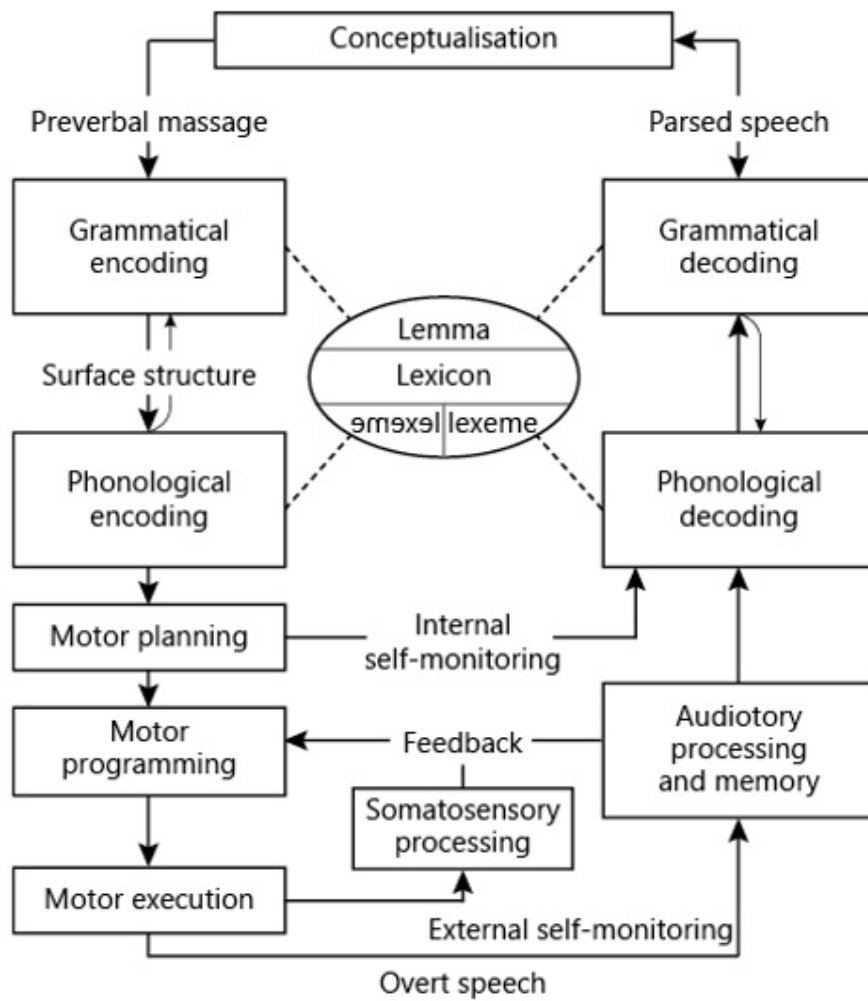 Conceptualisation
Preverbal massage
Parsed speech
Grammatical
encoding
Grammatical
decoding
Lemma
Lexicon
lexeme lexeme
Surface structure
Phonological
encoding
Phonological
decoding
Motor planning
Internal
self-monitoring
Motor
programming
Feedback
Audiotory
processing
and memory
Somatosensory
processing
Motor execution
External self-monitoring
Overt speech